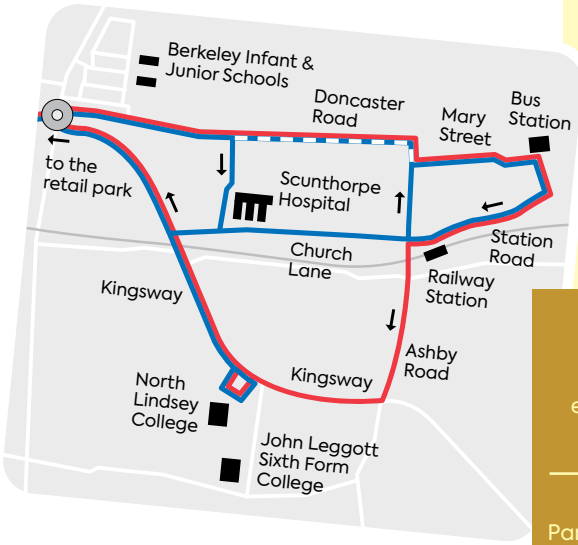 Berkeley Infant &
Junior Schools
Doncaster
Road
Mary
Street
Bus
Station
to the
retail park
Scunthorpe
Hospital
Church
Lane
Station
Road
Railway
Station
Kingsway
Kingsway
Ashby
Road
North
Lindsey
College
John Leggott
Sixth Form
College